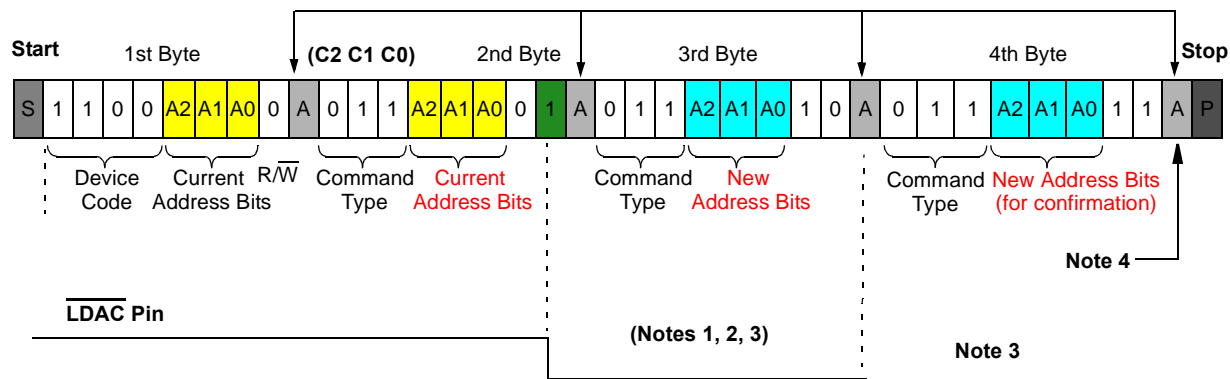 Start 1st Byte (C2 C1 C0) 2nd Byte 3rd Byte 4th Byte Stop
S 1 1 0 0 A2 A1 A0 0 A 0 1 1 A2 A1 A0 0 1 A 0 1 1 A2 A1 A0 1 0 A 0 1 1 A2 A1 A0 1 1 A P
Device Code
Current Address Bits
R/W̅
Command Type
Current Address Bits
Command Type
New Address Bits
Command Type
New Address Bits (for confirmation)
Note 4
L̅D̅A̅C̅ Pin
(Notes 1, 2, 3)
Note 3